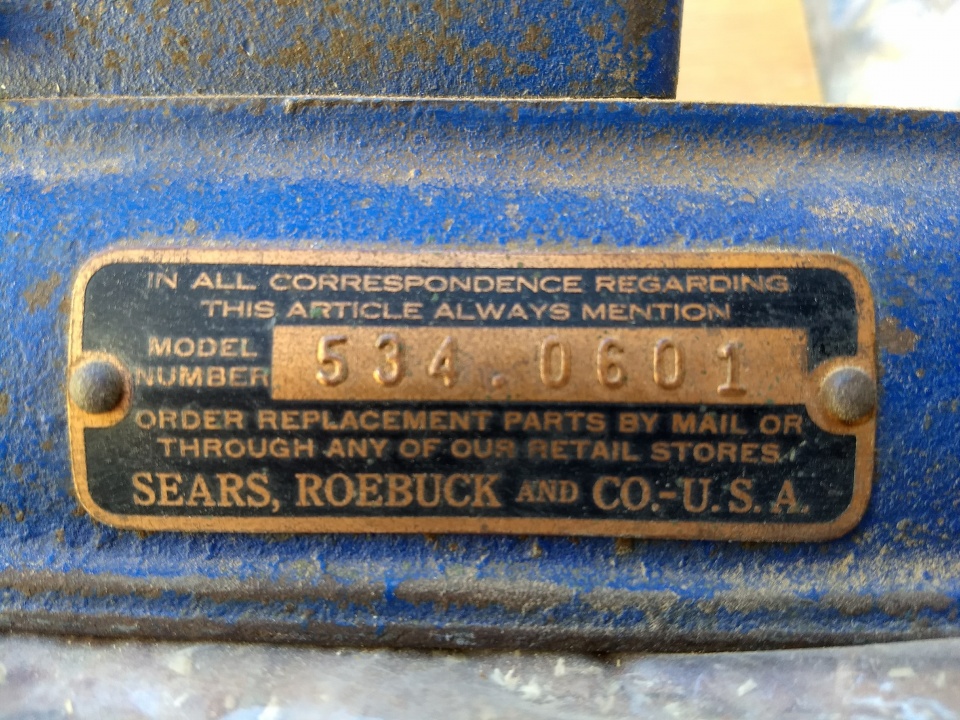 IN ALL CORRESPONDENCE REGARDING
THIS ARTICLE ALWAYS MENTION
MODEL
NUMBER
534.0601
ORDER REPLACEMENT PARTS BY MAIL OR
THROUGH ANY OF OUR RETAIL STORES.
SEARS, ROEBUCK AND CO.-U.S.A.